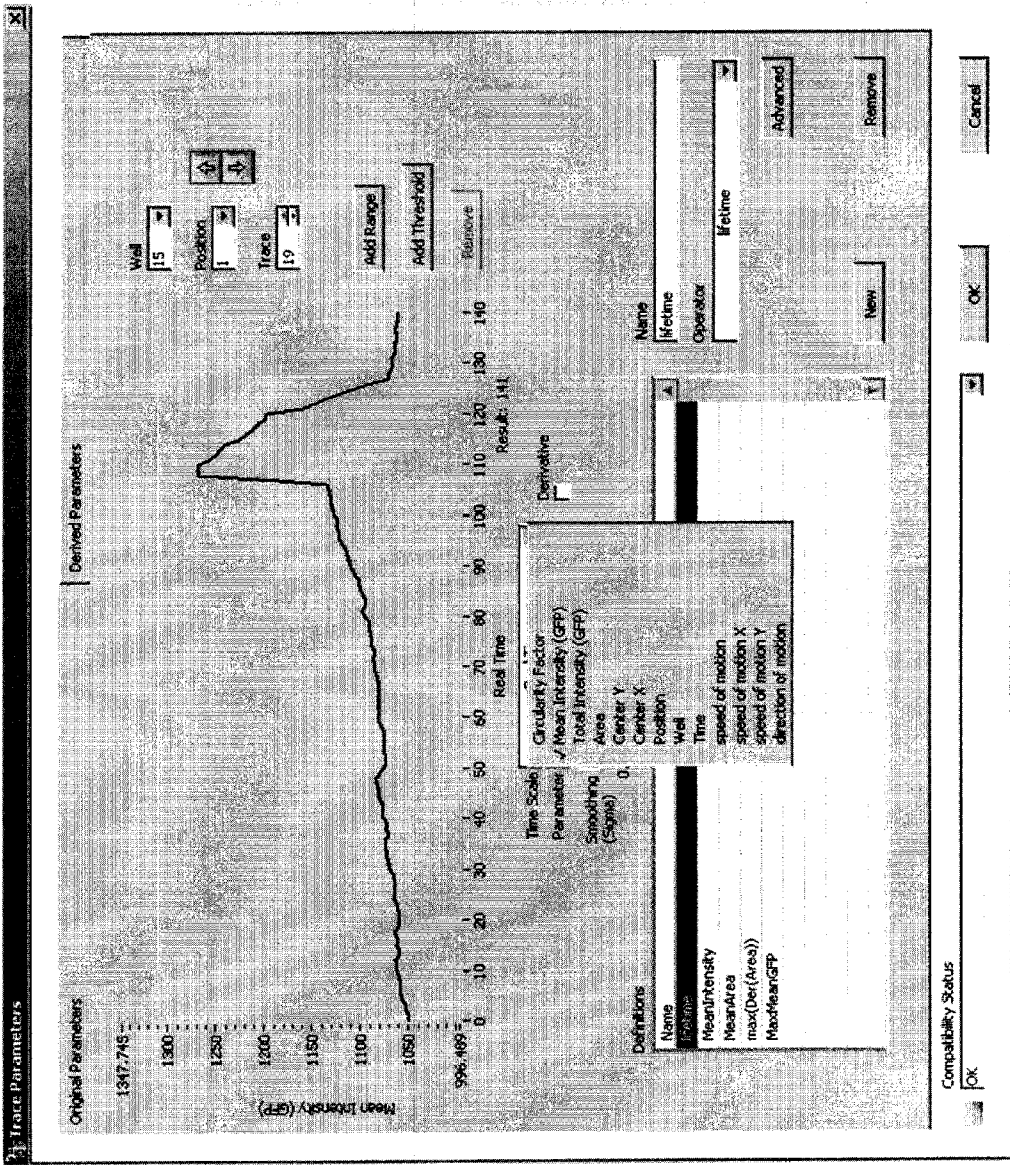 Trace Parameters
Original Parameters
Derived Parameters
Mean Intensity (GFP)
1347.745
1300
1250
1200
1150
1100
1050
996.489
0 10 20 30 40 50 60 70 80 90 100 110 120 130 140
Real Time
Result: 141
Well
15
Position
1
Trace
19
Add Range
Add Threshold
Remove
Time Scale
Parameter
Smoothing
(Sigma)
0,
Derivative
Circularity Factor
√ Mean Intensity (GFP)
Total Intensity (GFP)
Area
Center Y
Center X
Position
Well
Time
speed of motion
speed of motion X
speed of motion Y
direction of motion
Definitions
Name
lifetime
MeanIntensity
MeanArea
max(Der(Area))
MaxMeanGFP
Name
lifetime
Operator
lifetime
Advanced
New
Remove
Compatibility Status
OK
OK
Cancel